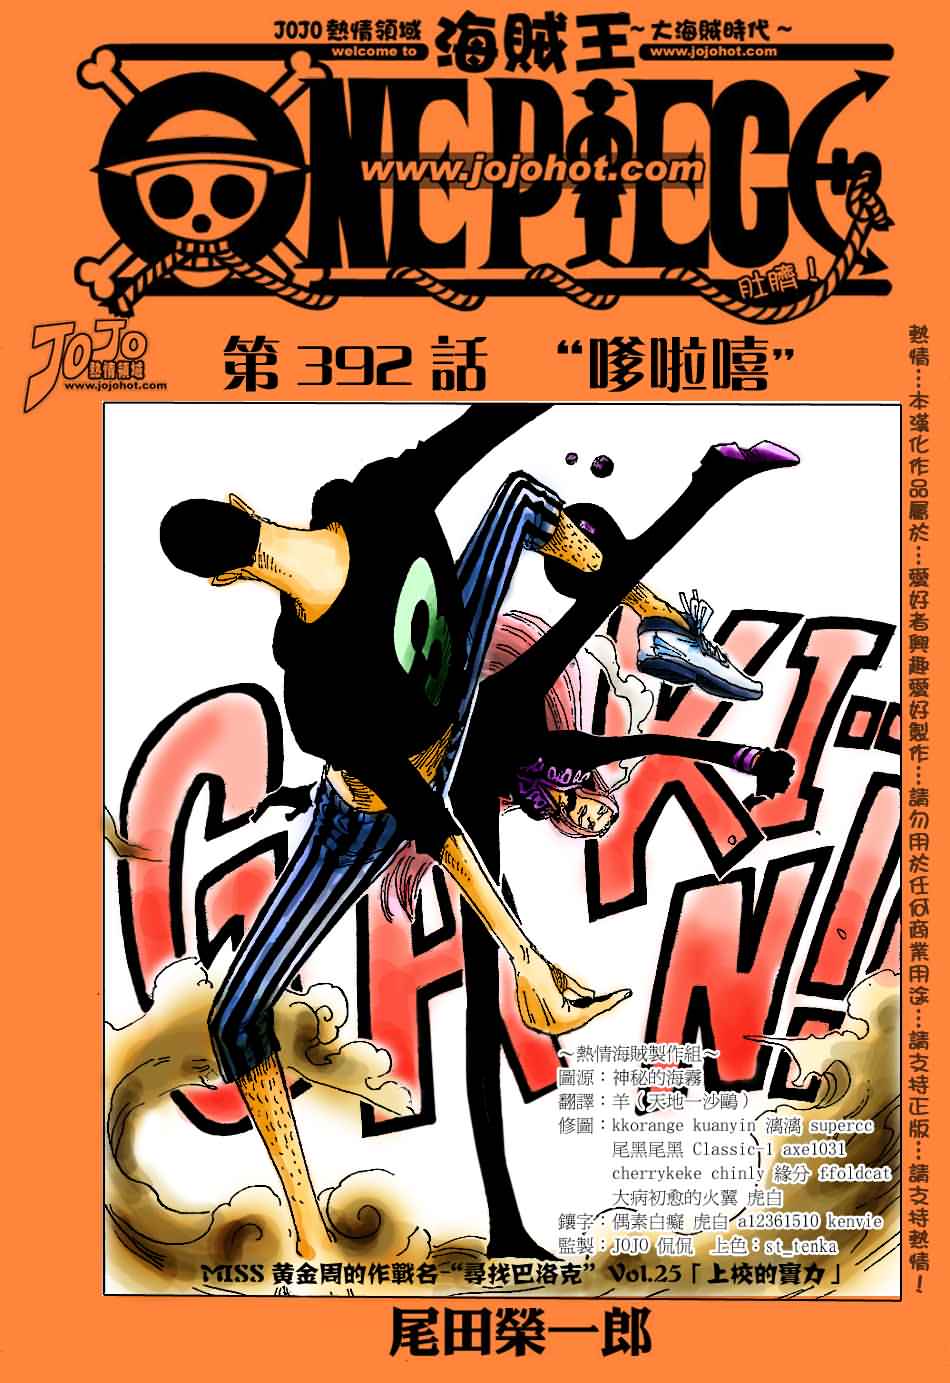 JOJO熱情領域 海賊王 ~大海賊時代~
welcome to www.jojohot.com
ONE PIECE
www.jojohot.com
肚臍！
JOJO
熱情領域
www.jojohot.com
第392話 “嗲啦嘻”
熱情…本漢化作品屬於…愛好者興趣愛好製作…請勿用於任何商業用途…請支持正版…請支持熱情！
GAKIIN!!
~熱情海賊製作組~
圖源：神秘的海霧
翻譯：羊（天地一沙鷗）
修圖：kkorange kuanyin 漓漓 supercc
尾黑尾黑 Classic-l axel031
cherrykeke chinly 緣分 ffoldcat
大病初愈的火翼 虎白
鑲字：偶素白癡 虎白 a12361510 kenvie
監製：JOJO 侃侃 上色：st_tenka
MISS 黃金周的作戰名“尋找巴洛克” Vol.25「上校的實力」
尾田榮一郎